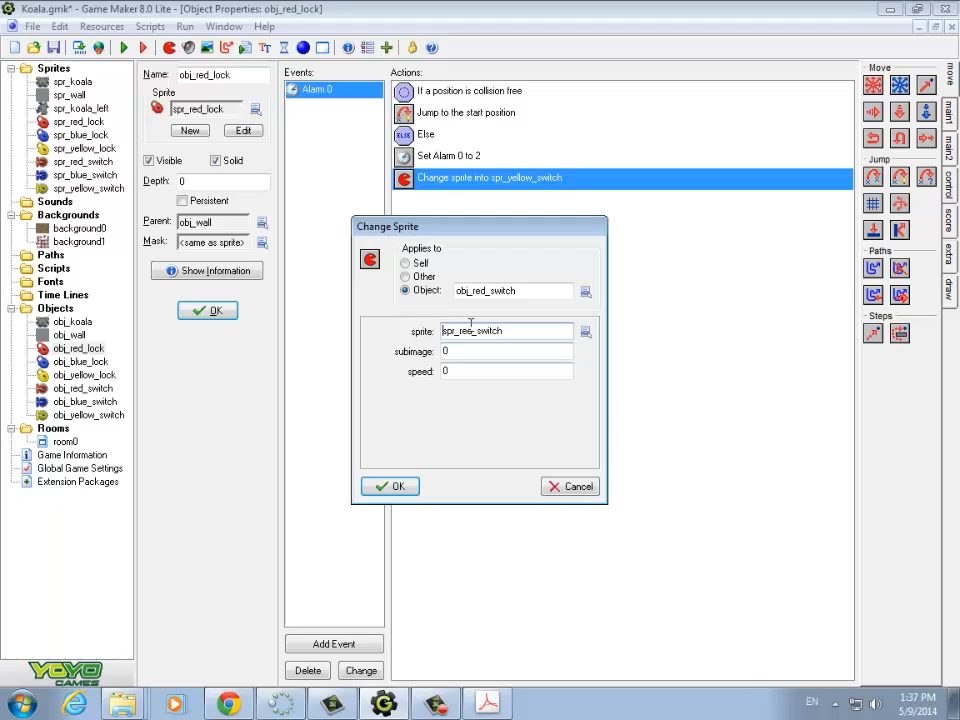 Koala.gmk* - Game Maker 8.0 Lite - [Object Properties: obj_red_lock]
File Edit Resources Scripts Run Window Help
Sprites
spr_koala
spr_wall
spr_koala_left
spr_red_lock
spr_blue_lock
spr_yellow_lock
spr_red_switch
spr_blue_switch
spr_yellow_switch
Sounds
Backgrounds
background0
background1
Paths
Scripts
Fonts
Time Lines
Objects
obj_koala
obj_wall
obj_red_lock
obj_blue_lock
obj_yellow_lock
obj_red_switch
obj_blue_switch
obj_yellow_switch
Rooms
room0
Game Information
Global Game Settings
Extension Packages
YOYO
GAMES
Name: obj_red_lock
Sprite
spr_red_lock
New Edit
Visible Solid
Depth: 0
Persistent
Parent: obj_wall
Mask: <same as sprite>
Show Information
OK
Events:
Alarm 0
Add Event
Delete Change
Actions:
If a position is collision free
Jump to the start position
ELSE Else
Set Alarm 0 to 2
Change sprite into spr_yellow_switch
Change Sprite
Applies to
Self
Other
Object: obj_red_switch
sprite: spr_ree_switch
subimage: 0
speed: 0
OK Cancel
Move
Jump
Paths
Steps
move
main1
main2
control
score
extra
draw
EN
1:37 PM
5/9/2014